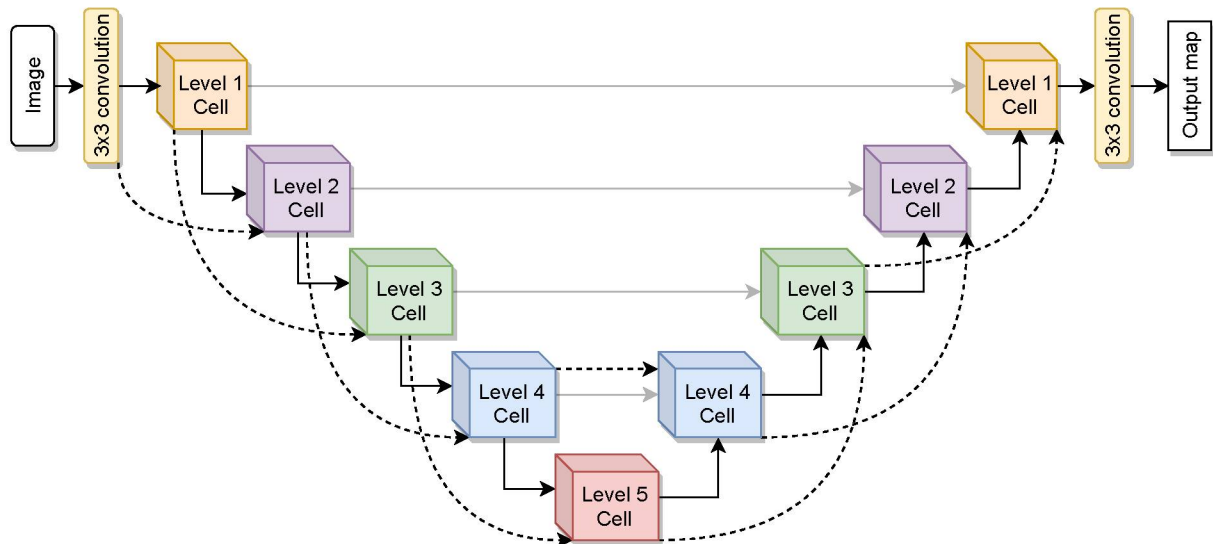 Image
3x3 convolution
Level 1
Cell
Level 1
Cell
3x3 convolution
Output map
Level 2
Cell
Level 2
Cell
Level 3
Cell
Level 3
Cell
Level 4
Cell
Level 4
Cell
Level 5
Cell